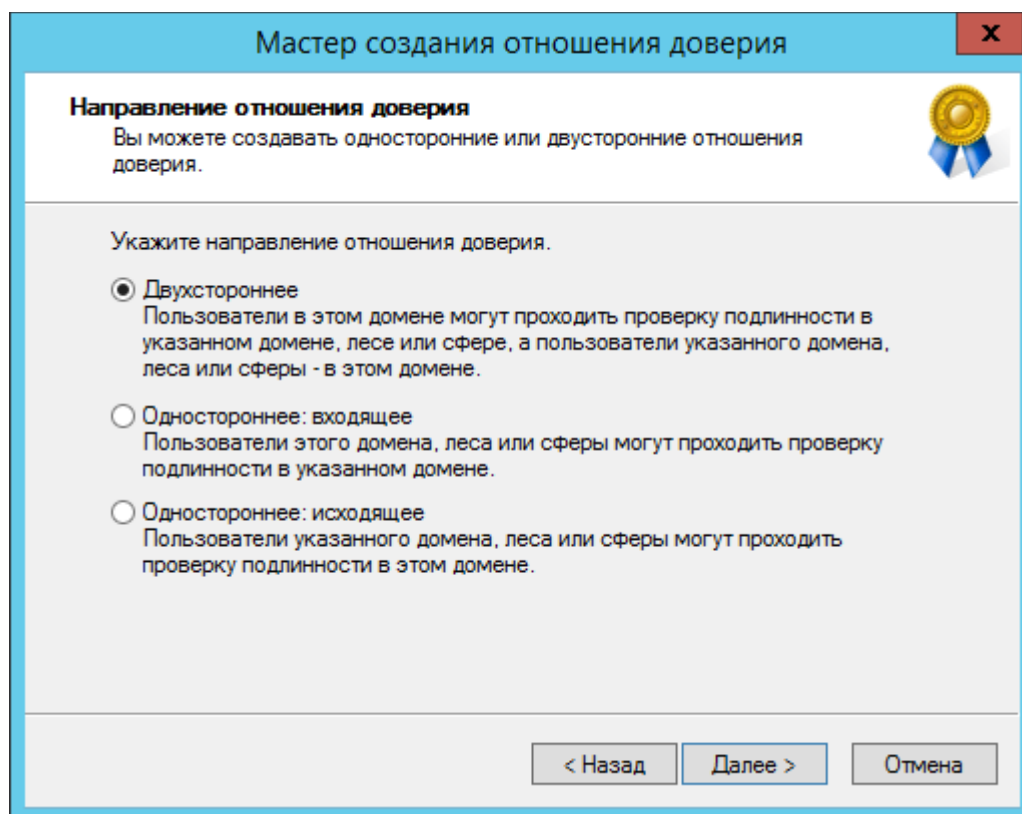 Мастер создания отношения доверия
x
Направление отношения доверия
Вы можете создавать односторонние или двусторонние отношения
доверия.
Укажите направление отношения доверия.
Двухстороннее
Пользователи в этом домене могут проходить проверку подлинности в
указанном домене, лесе или сфере, а пользователи указанного домена,
леса или сферы - в этом домене.
Одностороннее: входящее
Пользователи этого домена, леса или сферы могут проходить проверку
подлинности в указанном домене.
Одностороннее: исходящее
Пользователи указанного домена, леса или сферы могут проходить
проверку подлинности в этом домене.
< Назад
Далее >
Отмена